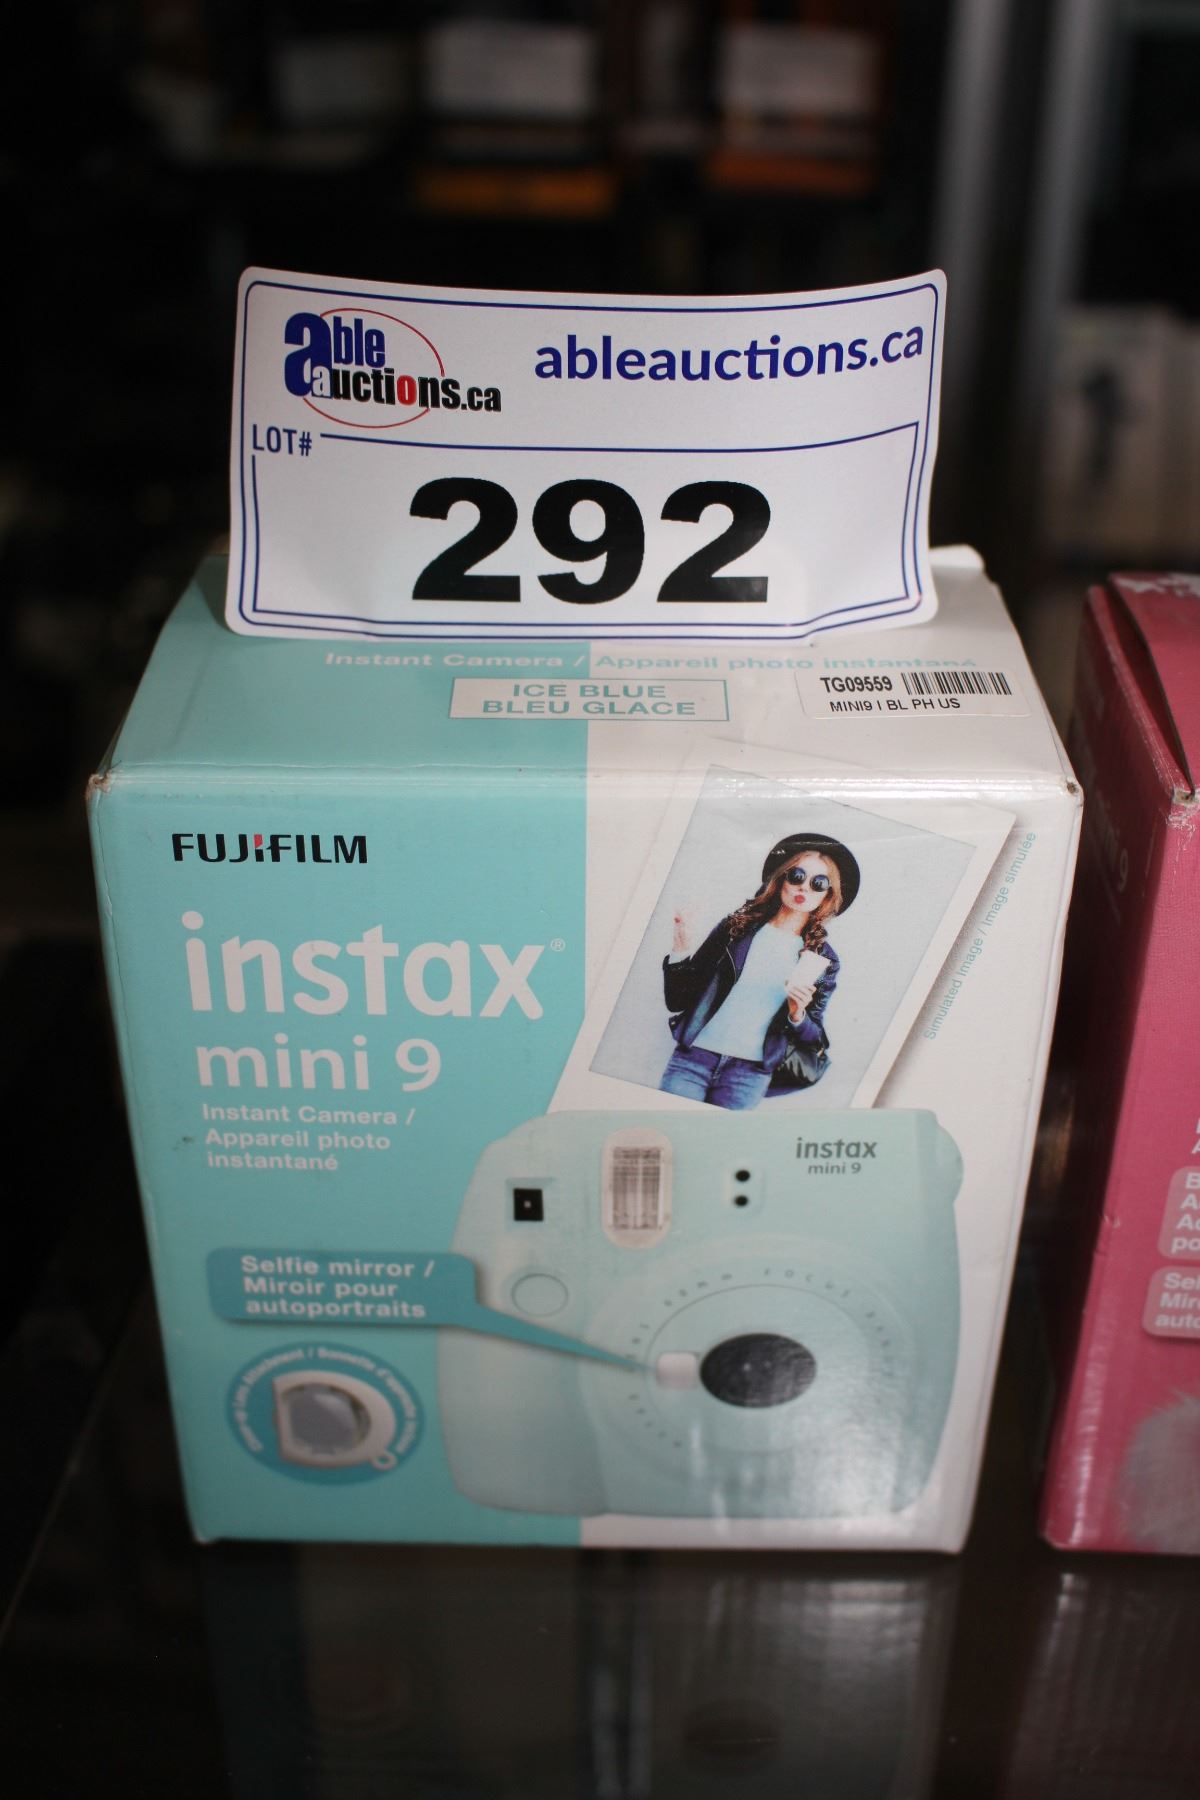 able
auctions.ca
ableauctions.ca
LOT#
292
Instant Camera / Appareil photo instantané
ICE BLUE
BLEU GLACE
TG09559
MINI9 I BL PH US
FUJIFILM
instax®
mini 9
Instant Camera /
Appareil photo
instantané
Simulated Image / Image simulée
instax
mini 9
Selfie mirror /
Miroir pour
autoportraits